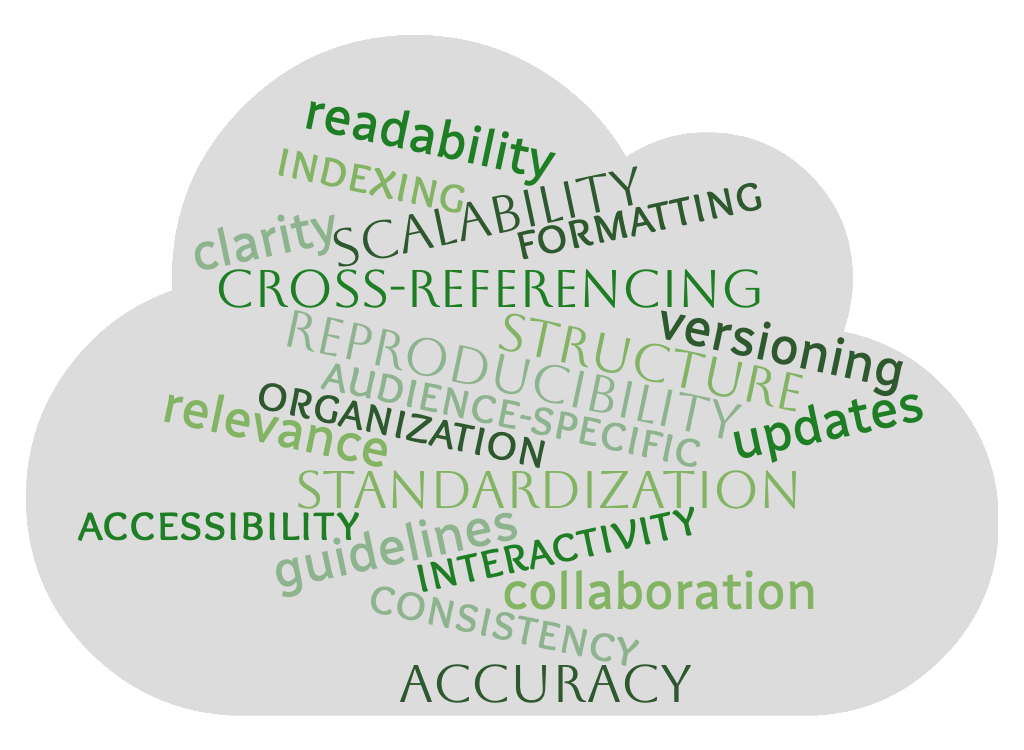 readability
INDEXING
SCALABILITY
FORMATTING
clarity
CROSS-REFERENCING
REPRODUCIBILITY
STRUCTURE
versioning
AUDIENCE-SPECIFIC
ORGANIZATION
relevance
updates
STANDARDIZATION
ACCESSIBILITY
guidelines
INTERACTIVITY
collaboration
CONSISTENCY
ACCURACY